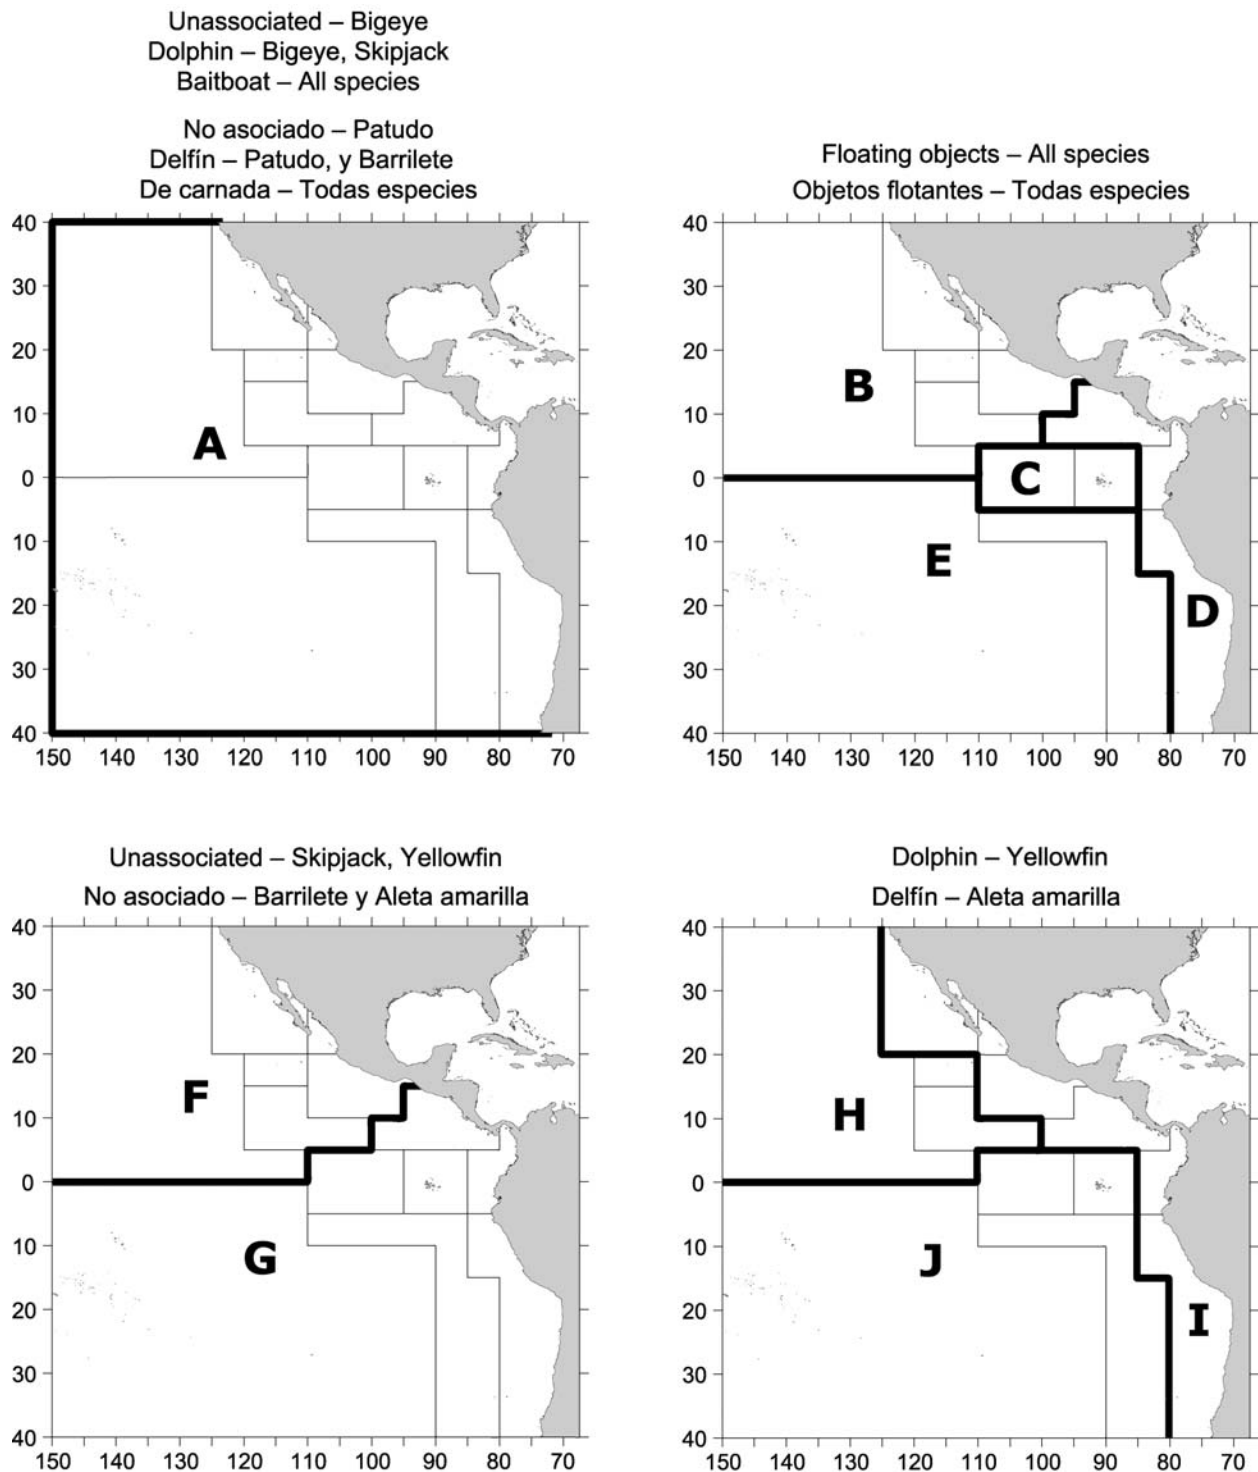 Unassociated – Bigeye
Dolphin – Bigeye, Skipjack
Baitboat – All species
No asociado – Patudo
Delfín – Patudo, y Barrilete
De carnada – Todas especies
40
30
20
10
0
10
20
30
40
150 140 130 120 110 100 90 80 70
A
Floating objects – All species
Objetos flotantes – Todas especies
40
30
20
10
0
10
20
30
40
150 140 130 120 110 100 90 80 70
B
C
E
D
Unassociated – Skipjack, Yellowfin
No asociado – Barrilete y Aleta amarilla
40
30
20
10
0
10
20
30
40
150 140 130 120 110 100 90 80 70
F
G
Dolphin – Yellowfin
Delfín – Aleta amarilla
40
30
20
10
0
10
20
30
40
150 140 130 120 110 100 90 80 70
H
J
I